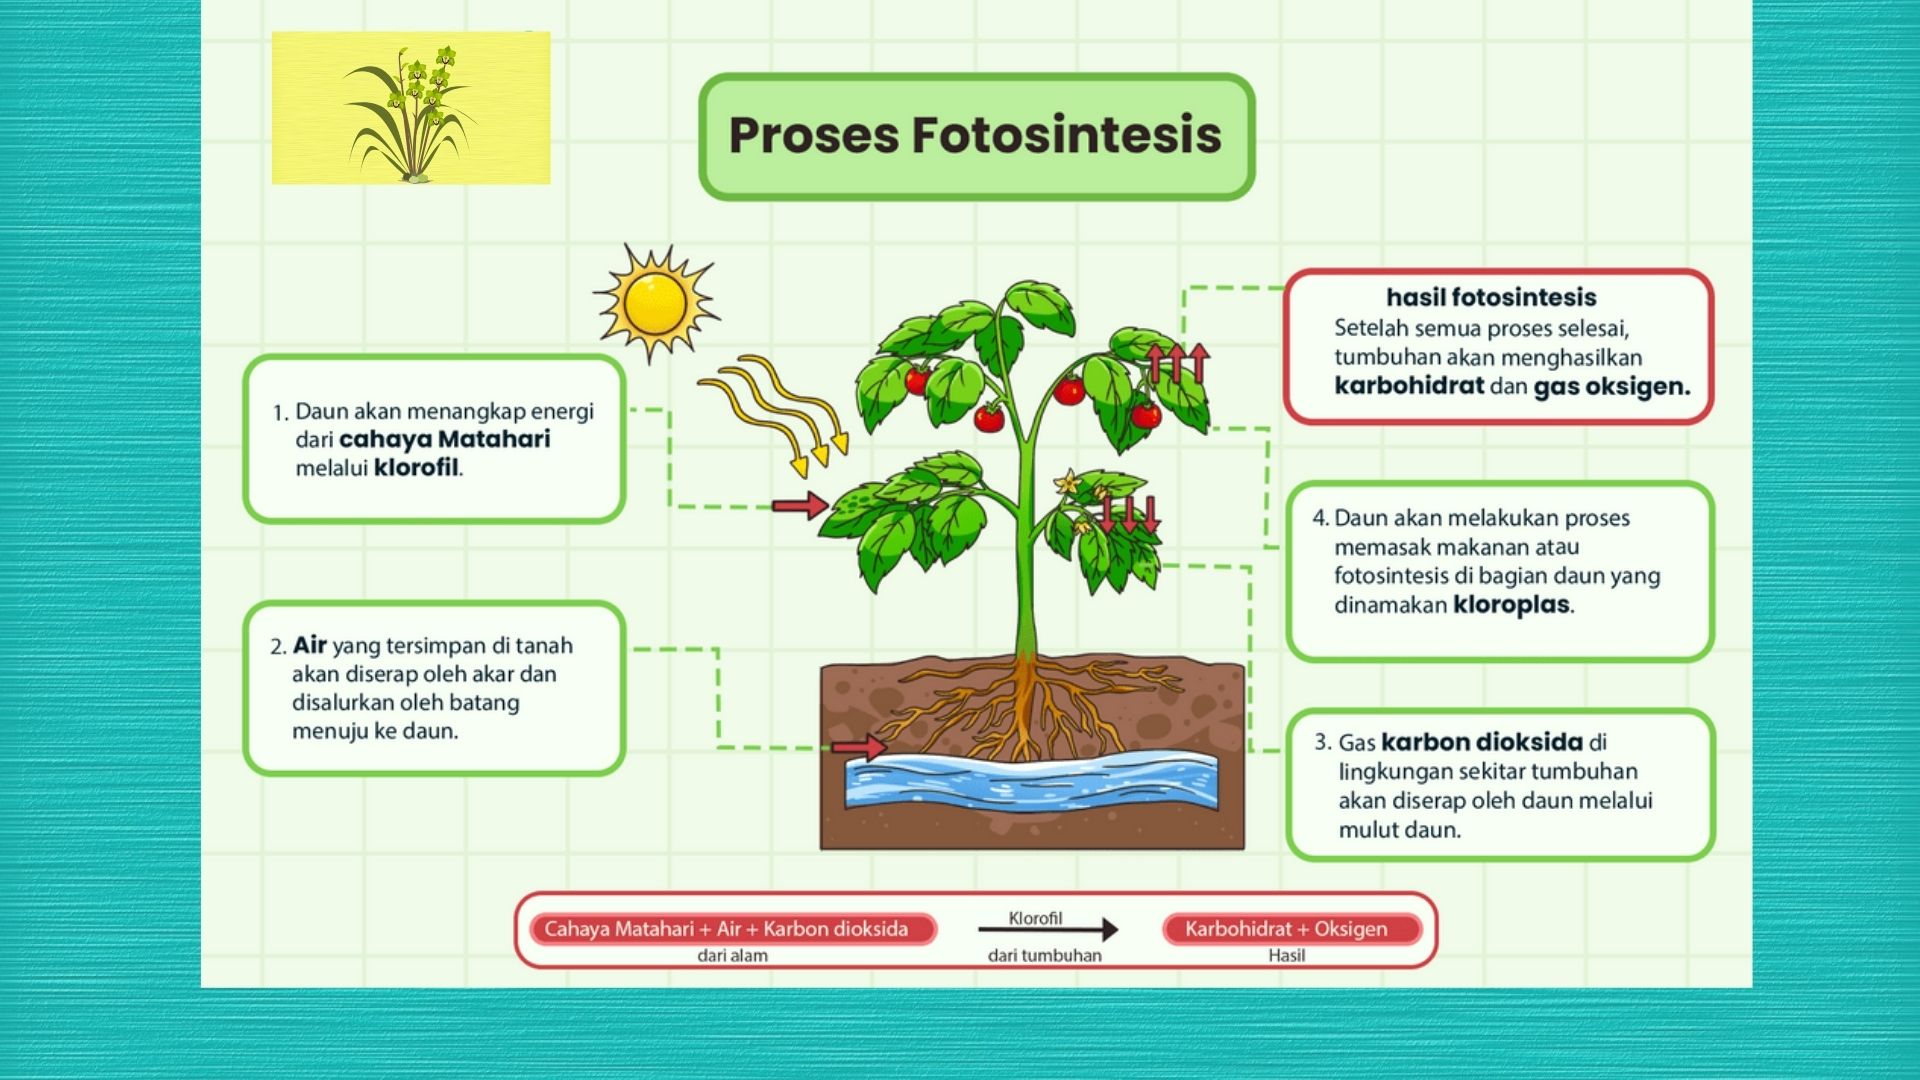 Proses Fotosintesis
1. Daun akan menangkap energi
dari cahaya Matahari
melalui klorofil.
2. Air yang tersimpan di tanah
akan diserap oleh akar dan
disalurkan oleh batang
menuju ke daun.
hasil fotosintesis
Setelah semua proses selesai,
tumbuhan akan menghasilkan
karbohidrat dan gas oksigen.
4. Daun akan melakukan proses
memasak makanan atau
fotosintesis di bagian daun yang
dinamakan kloroplas.
3. Gas karbon dioksida di
lingkungan sekitar tumbuhan
akan diserap oleh daun melalui
mulut daun.
Cahaya Matahari + Air + Karbon dioksida
dari alam
Klorofil
dari tumbuhan
Karbohidrat + Oksigen
Hasil